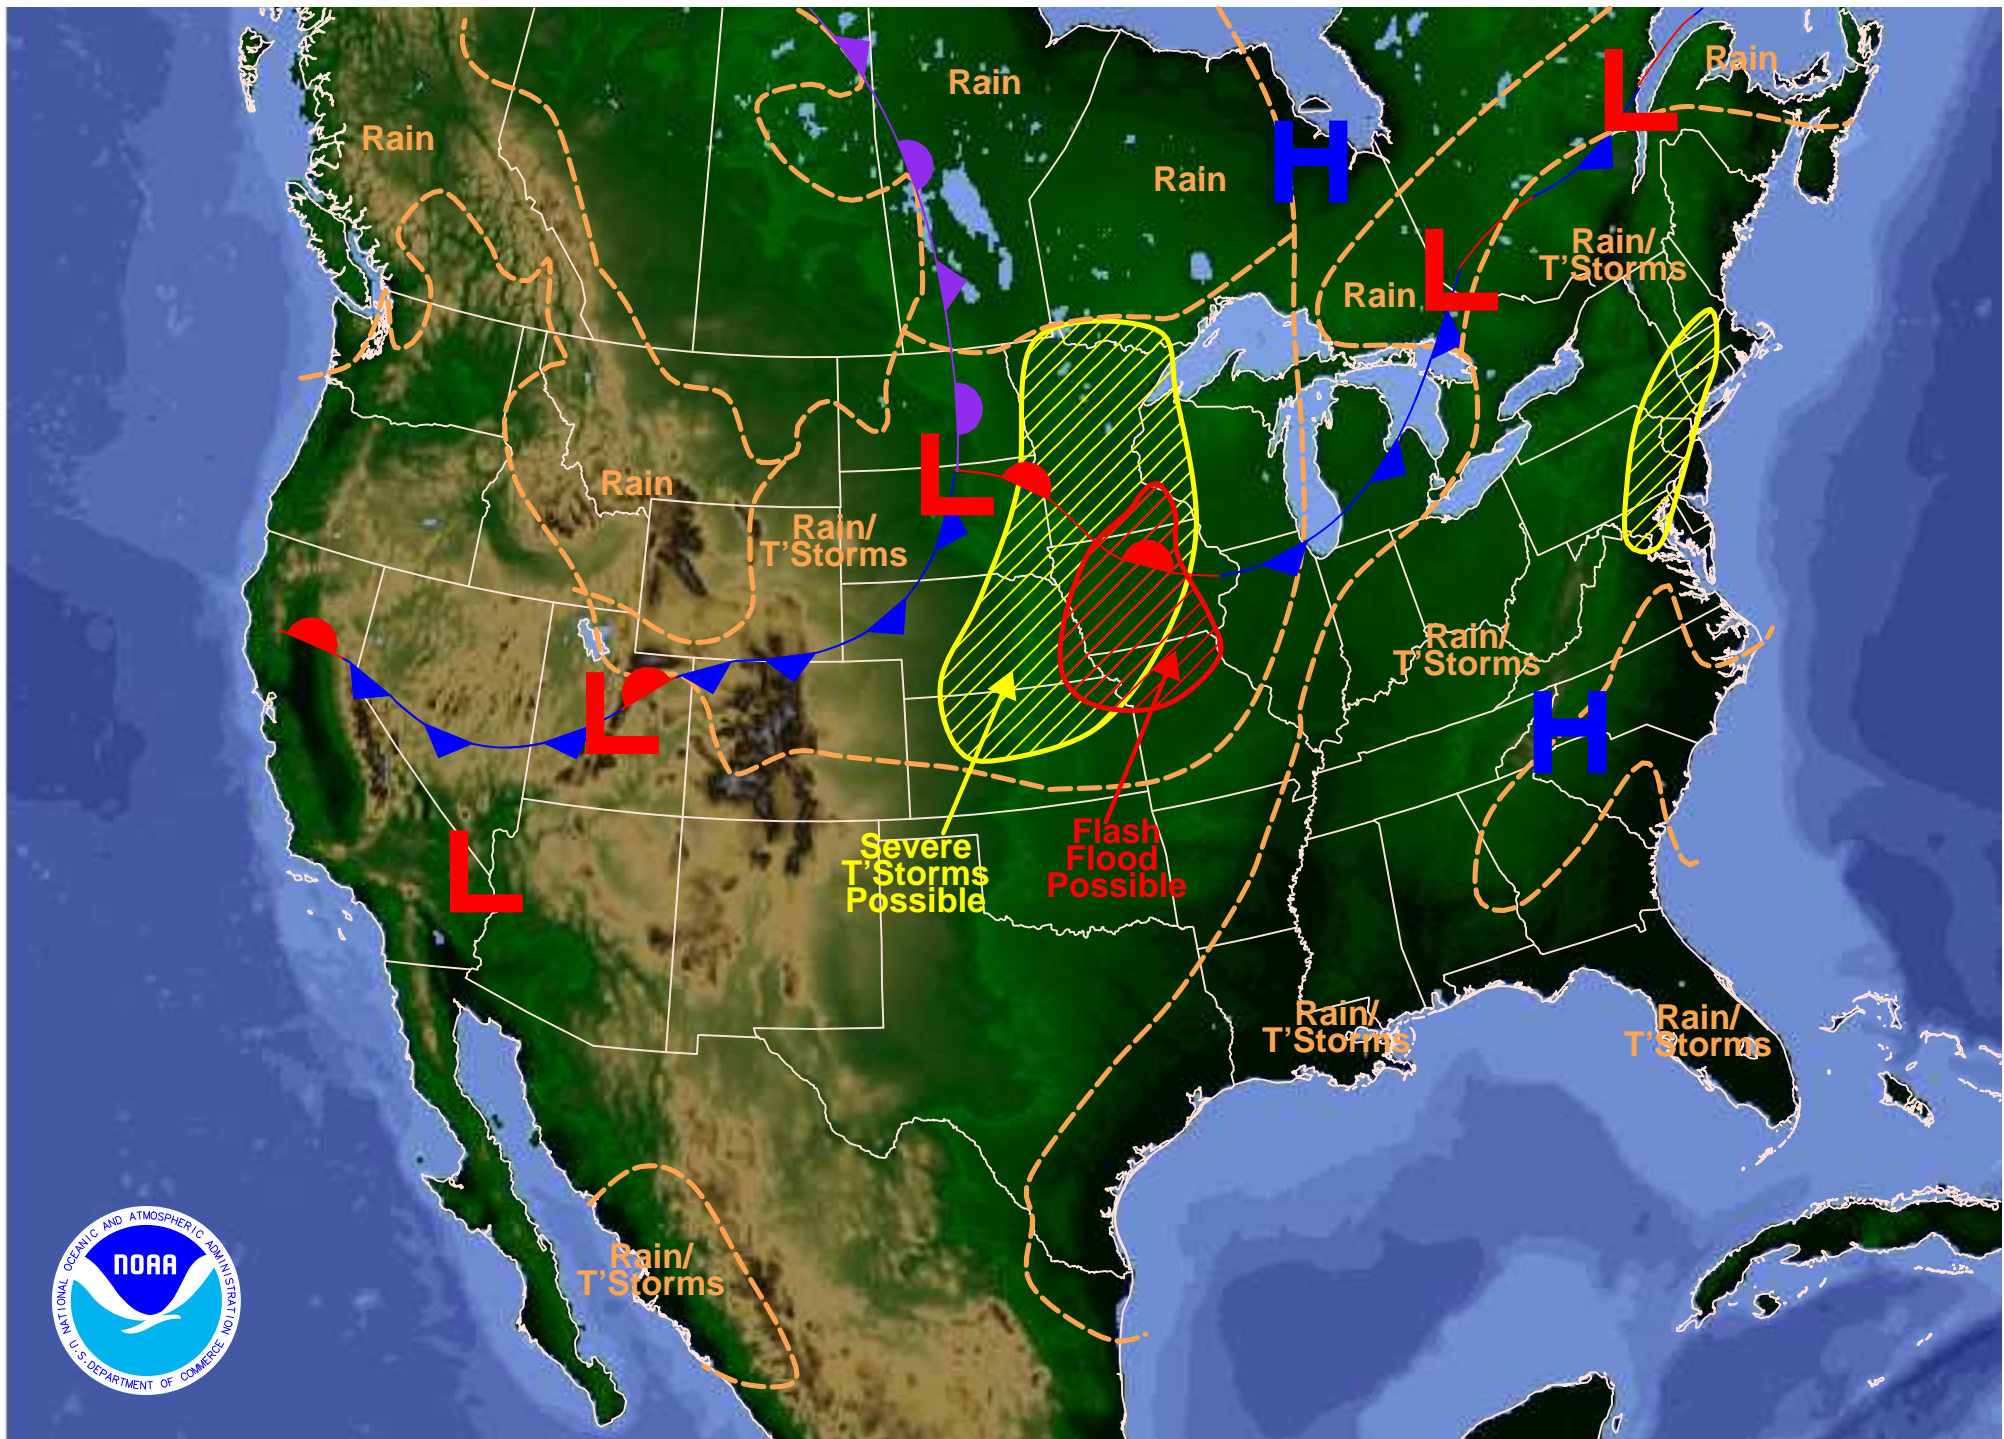 Rain
Rain
Rain
Rain
Rain/
T'Storms
Rain
Rain
Rain/
T'Storms
Rain/
T'Storms
Severe
T'Storms
Possible
Flash
Flood
Possible
Rain/
T'Storms
Rain/
T'Storms
Rain/
T'Storms
L
L
L
L
L
H
H
NATIONAL OCEANIC AND ATMOSPHERIC ADMINISTRATION
NOAA
U.S. DEPARTMENT OF COMMERCE